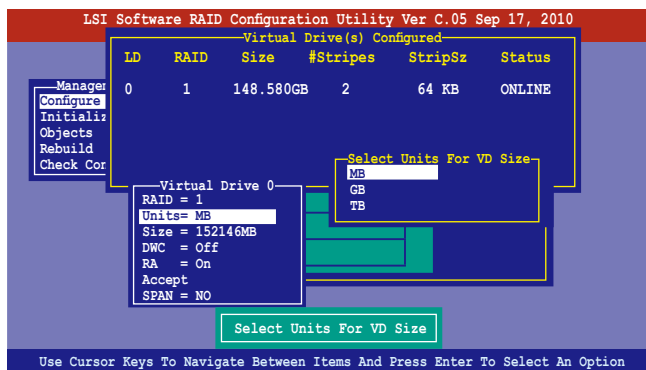 LSI Software RAID Configuration Utility Ver C.05 Sep 17, 2010
Virtual Drive(s) Configured
LD RAID Size #Stripes StripSz Status
0 1 148.580GB 2 64 KB ONLINE
Managem
Configure
Initializ
Objects
Rebuild
Check Con
Select Units For VD Size
MB
GB
TB
Virtual Drive 0
RAID = 1
Units= MB
Size = 152146MB
DWC = Off
RA = On
Accept
SPAN = NO
Select Units For VD Size
Use Cursor Keys To Navigate Between Items And Press Enter To Select An Option